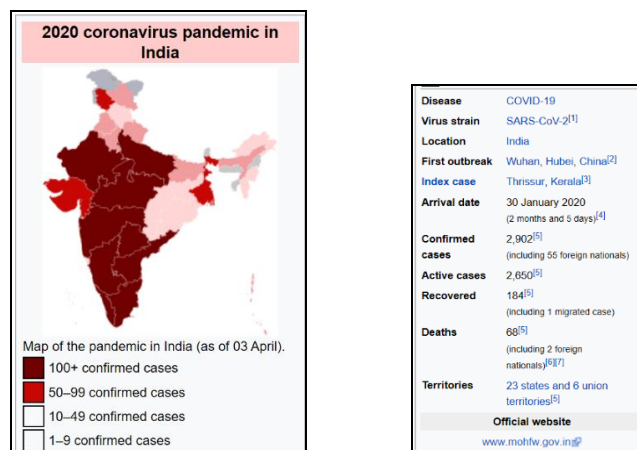 2020 coronavirus pandemic in
India
Map of the pandemic in India (as of 03 April).
100+ confirmed cases
50–99 confirmed cases
10–49 confirmed cases
1–9 confirmed cases
Disease COVID-19
Virus strain SARS-CoV-2[1]
Location India
First outbreak Wuhan, Hubei, China[2]
Index case Thrissur, Kerala[3]
Arrival date 30 January 2020
(2 months and 5 days)[4]
Confirmed 2,902[5]
cases (including 55 foreign nationals)
Active cases 2,650[5]
Recovered 184[5]
(including 1 migrated case)
Deaths 68[5]
(including 2 foreign
nationals)[6][7]
Territories 23 states and 6 union
territories[5]
Official website
www.mohfw.gov.in